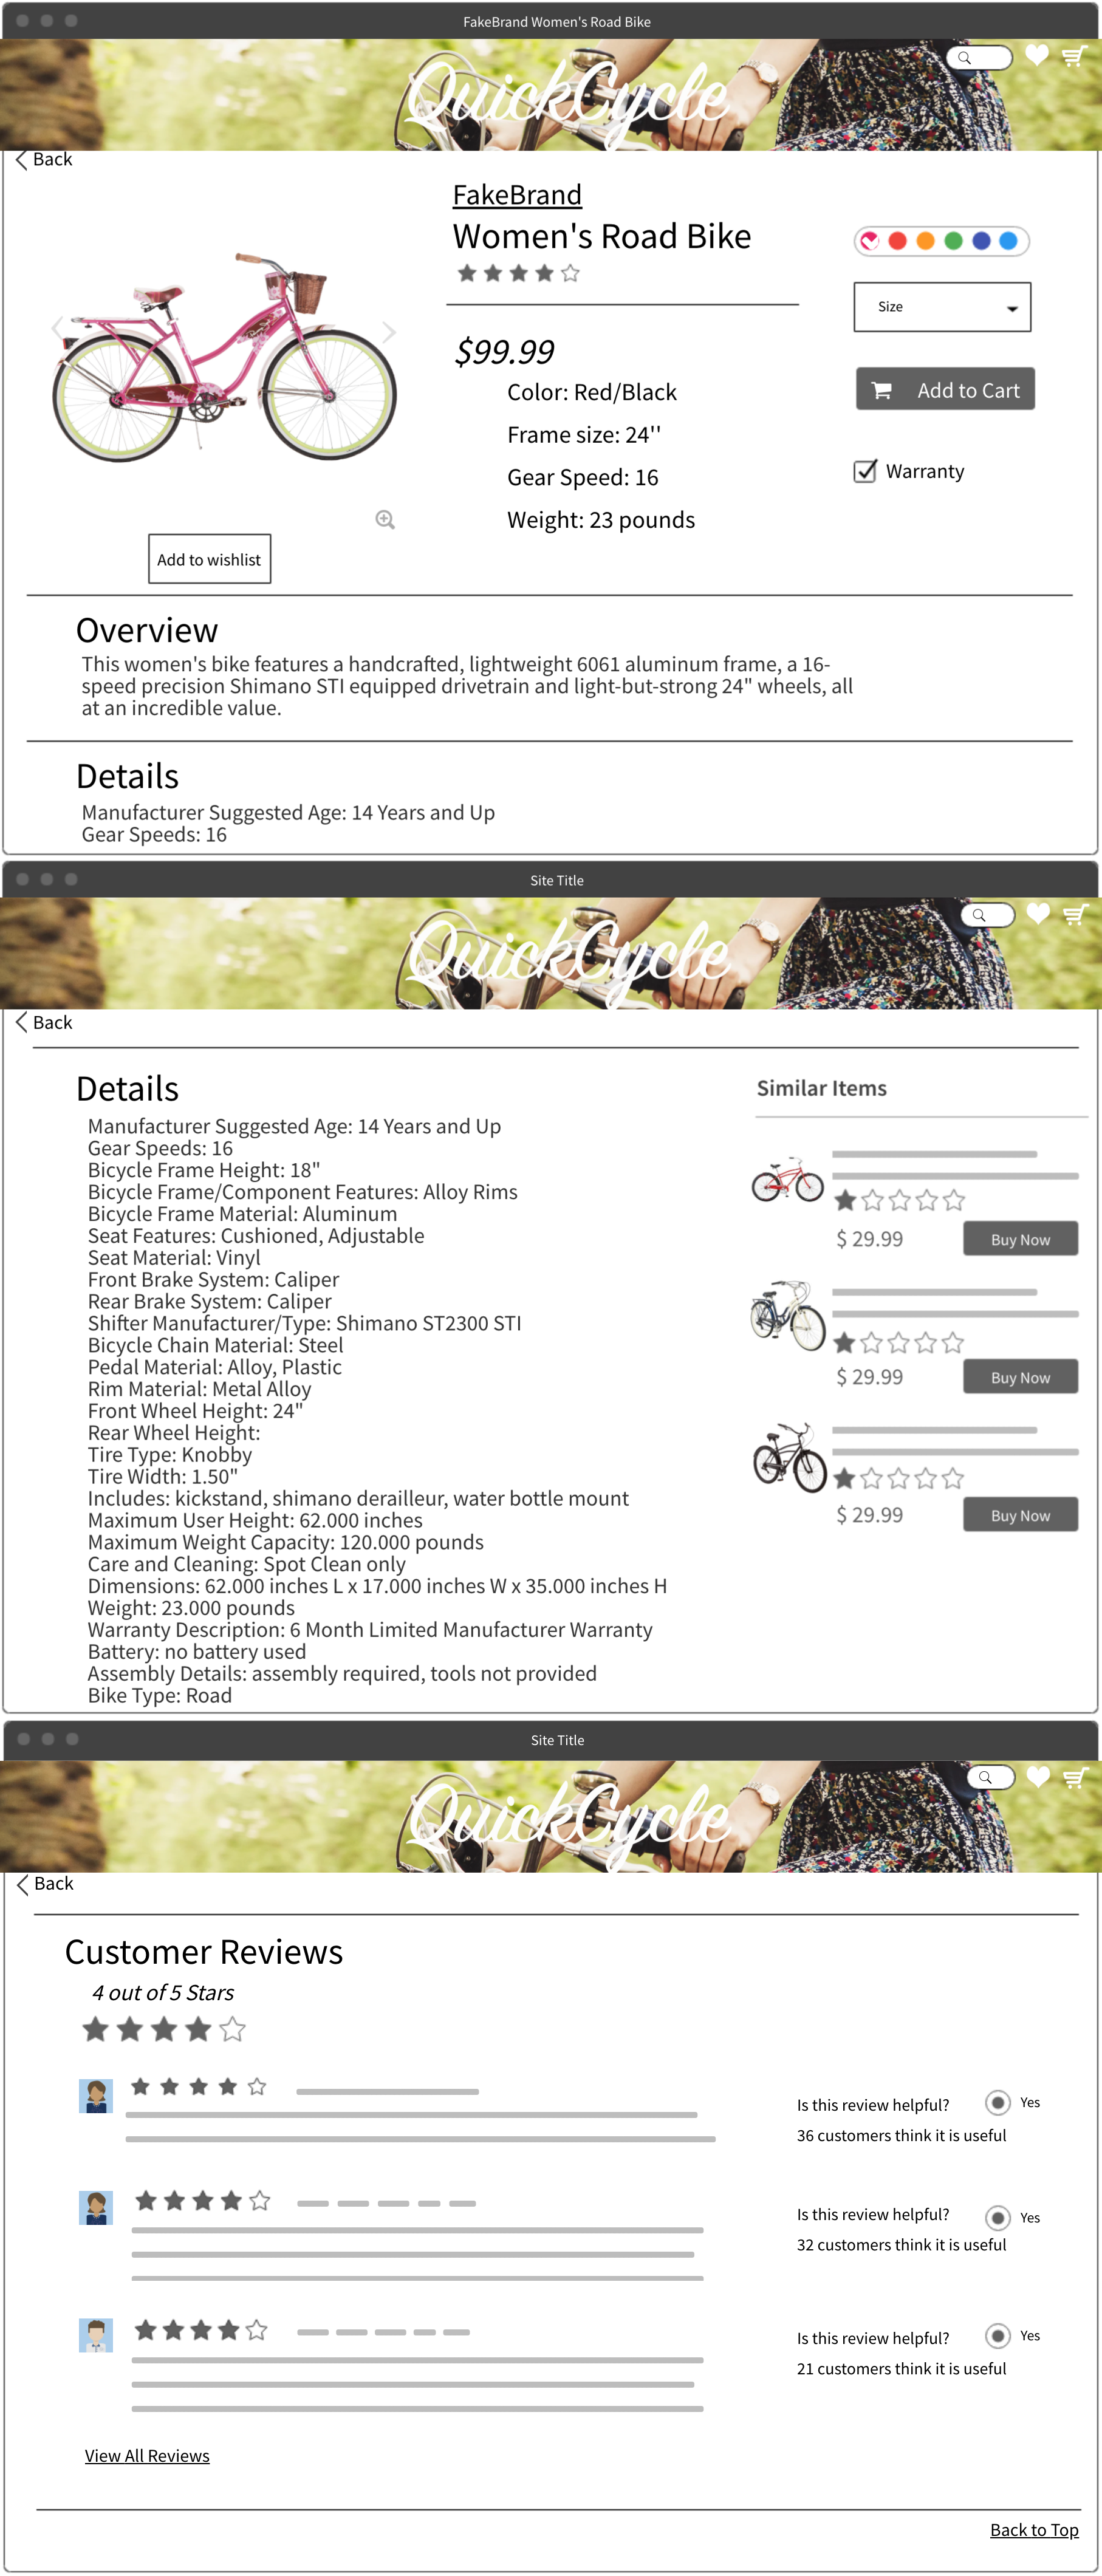 FakeBrand Women's Road Bike
QuickCycle
Back
FakeBrand
Women's Road Bike
$99.99
Color: Red/Black
Frame size: 24''
Gear Speed: 16
Weight: 23 pounds
Size
Add to Cart
Warranty
Add to wishlist
Overview
This women's bike features a handcrafted, lightweight 6061 aluminum frame, a 16-
speed precision Shimano STI equipped drivetrain and light-but-strong 24" wheels, all
at an incredible value.
Details
Manufacturer Suggested Age: 14 Years and Up
Gear Speeds: 16
Site Title
QuickCycle
Back
Details
Manufacturer Suggested Age: 14 Years and Up
Gear Speeds: 16
Bicycle Frame Height: 18"
Bicycle Frame/Component Features: Alloy Rims
Bicycle Frame Material: Aluminum
Seat Features: Cushioned, Adjustable
Seat Material: Vinyl
Front Brake System: Caliper
Rear Brake System: Caliper
Shifter Manufacturer/Type: Shimano ST2300 STI
Bicycle Chain Material: Steel
Pedal Material: Alloy, Plastic
Rim Material: Metal Alloy
Front Wheel Height: 24"
Rear Wheel Height:
Tire Type: Knobby
Tire Width: 1.50"
Includes: kickstand, shimano derailleur, water bottle mount
Maximum User Height: 62.000 inches
Maximum Weight Capacity: 120.000 pounds
Care and Cleaning: Spot Clean only
Dimensions: 62.000 inches L x 17.000 inches W x 35.000 inches H
Weight: 23.000 pounds
Warranty Description: 6 Month Limited Manufacturer Warranty
Battery: no battery used
Assembly Details: assembly required, tools not provided
Bike Type: Road
Similar Items
$ 29.99
Buy Now
$ 29.99
Buy Now
$ 29.99
Buy Now
Site Title
QuickCycle
Back
Customer Reviews
4 out of 5 Stars
Is this review helpful? Yes
36 customers think it is useful
Is this review helpful? Yes
32 customers think it is useful
Is this review helpful? Yes
21 customers think it is useful
View All Reviews
Back to Top